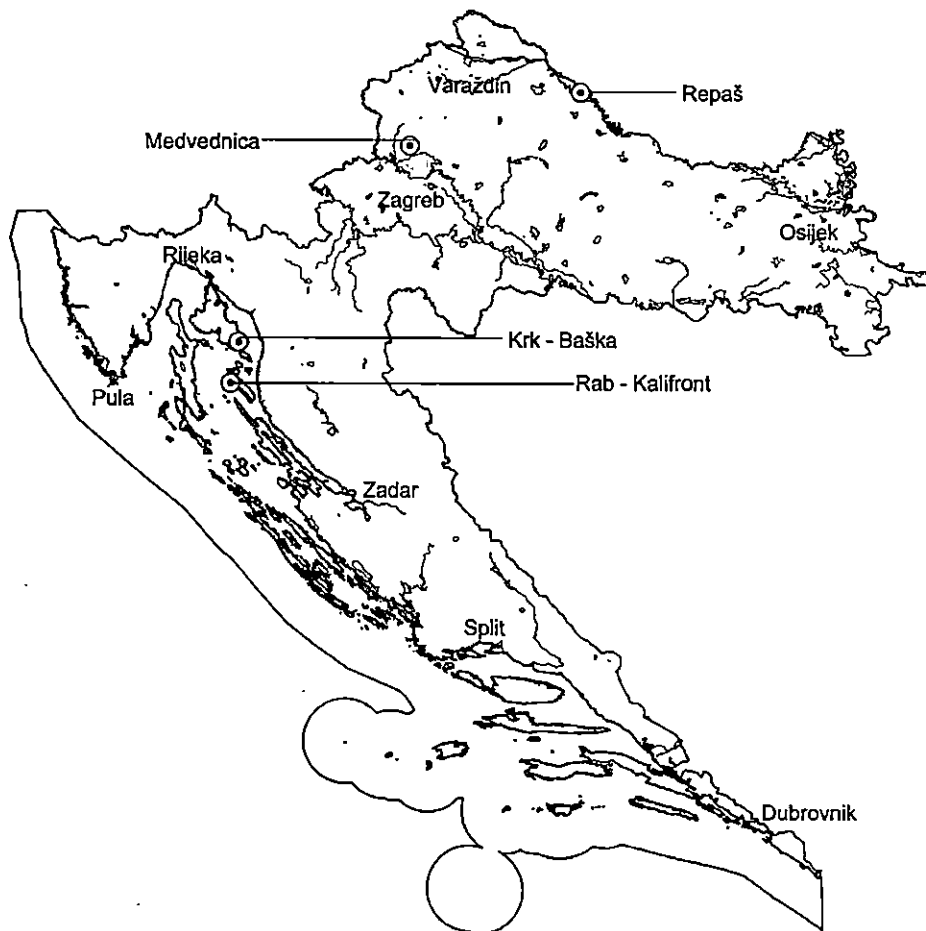 Varaždin
Repaš
Medvednica
Zagreb
Osijek
Rijeka
Krk - Baška
Rab - Kalifront
Pula
Zadar
Split
Dubrovnik